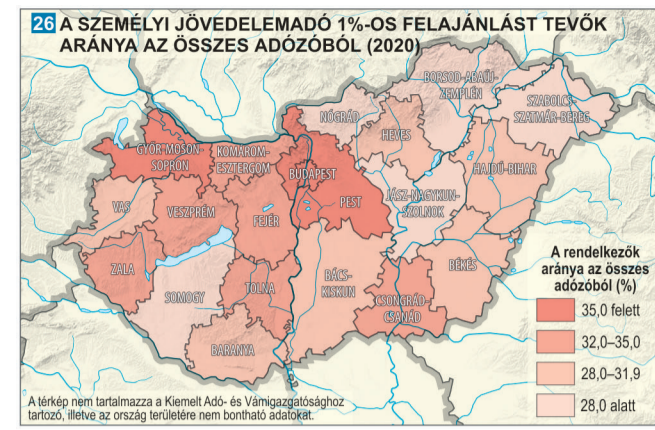 26 A SZEMÉLYI JÖVEDELEMADÓ 1%-OS FELAJÁNLÁST TEVŐK
ARÁNYA AZ ÖSSZES ADÓZÓBÓL (2020)
BORSOD-ABAÚJ-
ZEMPLÉN
SZABOLCS-
SZATMÁR-BEREG
NÓGRÁD
HEVES
GYŐR-MOSON-
SOPRON
KOMÁROM-
ESZTERGOM
BUDAPEST
HAJDÚ-BIHAR
VAS
VESZPRÉM
FEJÉR
PEST
JÁSZ-NAGYKUN-
SZOLNOK
ZALA
SOMOGY
TOLNA
BÁCS-
KISKUN
BÉKÉS
CSONGRÁD-
CSANÁD
BARANYA
A rendelkezők
aránya az összes
adózóból (%)
35,0 felett
32,0–35,0
28,0–31,9
28,0 alatt
A térkép nem tartalmazza a Kiemelt Adó- és Vámigazgatósághoz
tartozó, illetve az ország területére nem bontható adatokat.